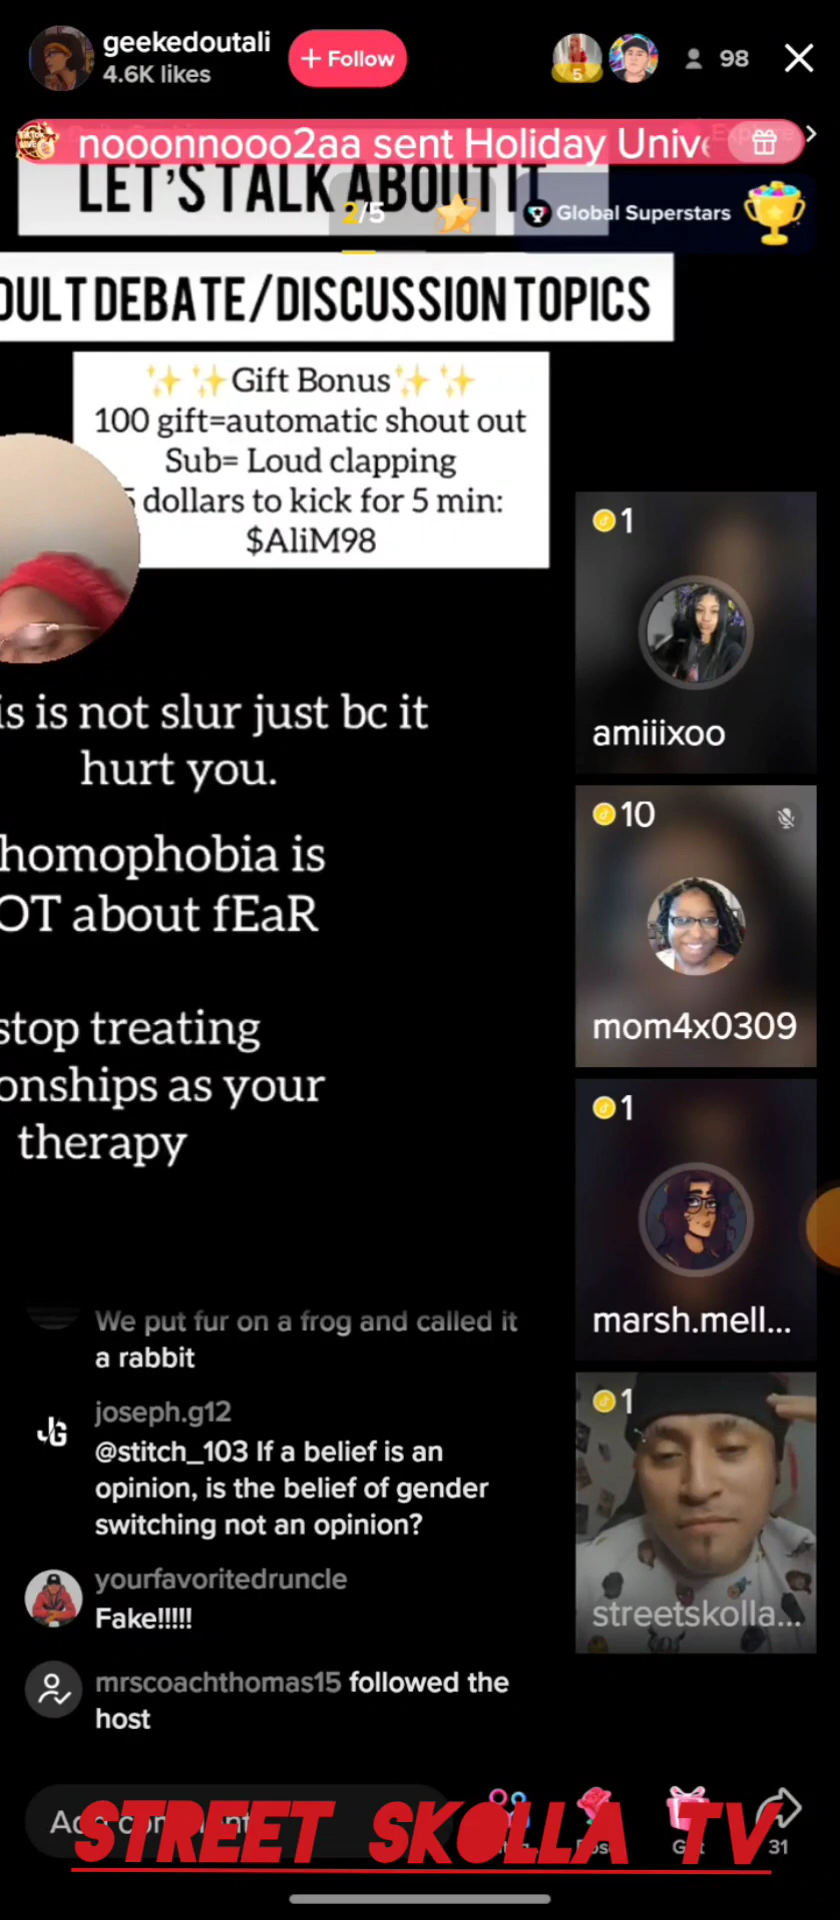 geekedoutali
4.6K likes
+ Follow
5
98
nooonnooo2aa sent Holiday Unive
LET'S TALK ABOUT IT
2/5
Global Superstars
DULT DEBATE/DISCUSSION TOPICS
✨ ✨Gift Bonus✨ ✨
100 gift=automatic shout out
Sub= Loud clapping
5 dollars to kick for 5 min:
$AliM98
1
amiiixoo
is is not slur just bc it
hurt you.
10
mom4x0309
homophobia is
OT about fEaR
stop treating
onships as your
therapy
1
marsh.mell...
We put fur on a frog and called it
a rabbit
1
streetskolla...
joseph.g12
@stitch_103 If a belief is an
opinion, is the belief of gender
switching not an opinion?
yourfavoritedruncle
Fake!!!!!
mrscoachthomas15 followed the
host
STREET SKOLLA TV
31